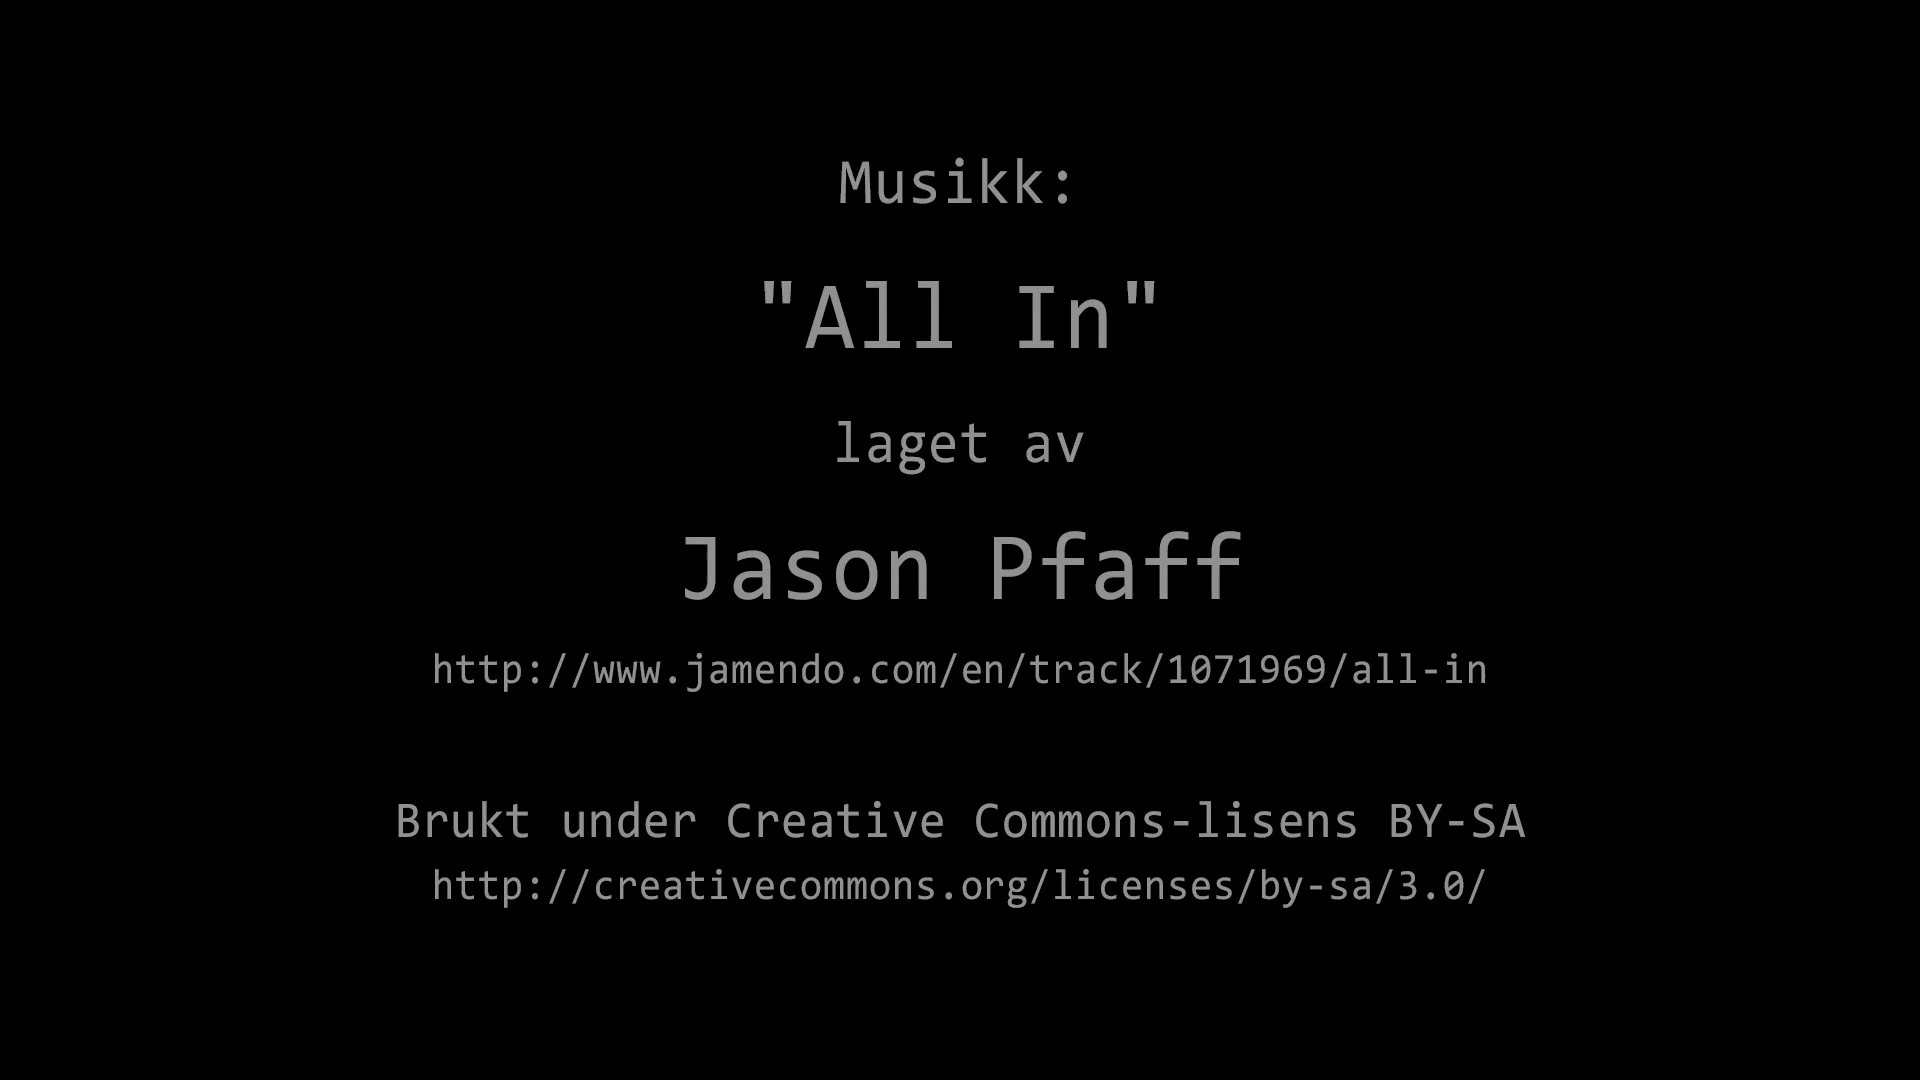 Musikk:
"All In"
laget av
Jason Pfaff
http://www.jamendo.com/en/track/1071969/all-in
Brukt under Creative Commons-lisens BY-SA
http://creativecommons.org/licenses/by-sa/3.0/